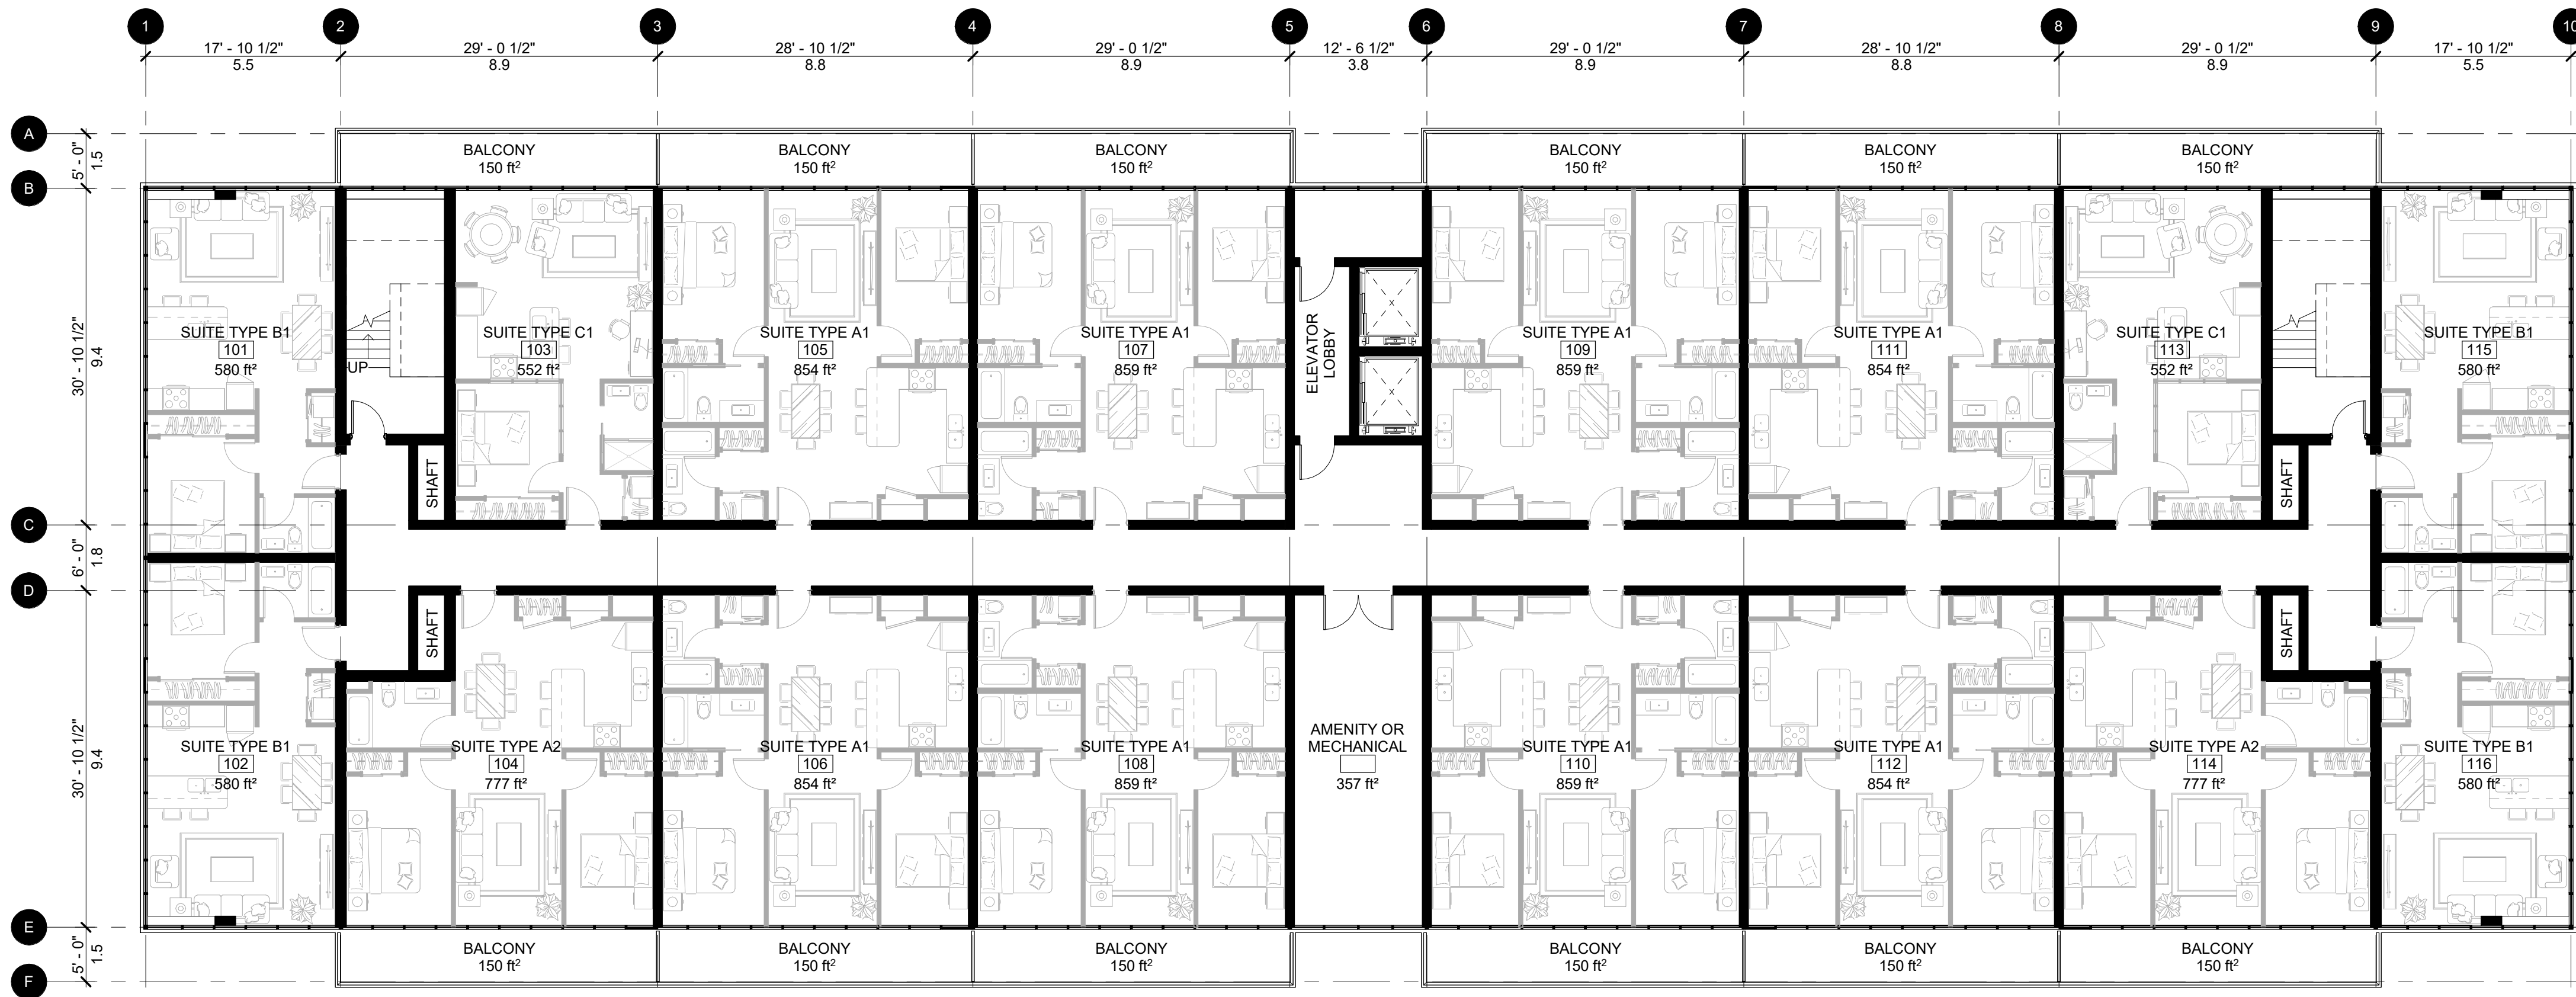 1 2 3 4 5 6 7 8 9 10
17' - 10 1/2" 29' - 0 1/2" 28' - 10 1/2" 29' - 0 1/2" 12' - 6 1/2" 29' - 0 1/2" 28' - 10 1/2" 29' - 0 1/2" 17' - 10 1/2"
5.5 8.9 8.8 8.9 3.8 8.9 8.8 8.9 5.5
A
5' - 0"
1.5
BALCONY BALCONY BALCONY BALCONY BALCONY BALCONY
150 ft² 150 ft² 150 ft² 150 ft² 150 ft² 150 ft²
B
30' - 10 1/2"
9.4
SUITE TYPE B1
101
580 ft²
UP
SUITE TYPE C1
103
552 ft²
SUITE TYPE A1
105
854 ft²
SUITE TYPE A1
107
859 ft²
ELEVATOR
LOBBY
SUITE TYPE A1
109
859 ft²
SUITE TYPE A1
111
854 ft²
SUITE TYPE C1
113
552 ft²
SUITE TYPE B1
115
580 ft²
SHAFT
SHAFT
C
6' - 0"
1.8
D
SHAFT
SHAFT
30' - 10 1/2"
9.4
SUITE TYPE B1
102
580 ft²
SUITE TYPE A2
104
777 ft²
SUITE TYPE A1
106
854 ft²
SUITE TYPE A1
108
859 ft²
AMENITY OR
MECHANICAL
357 ft²
SUITE TYPE A1
110
859 ft²
SUITE TYPE A1
112
854 ft²
SUITE TYPE A2
114
777 ft²
SUITE TYPE B1
116
580 ft²
E
5' - 0"
1.5
BALCONY BALCONY BALCONY BALCONY BALCONY BALCONY
150 ft² 150 ft² 150 ft² 150 ft² 150 ft² 150 ft²
F